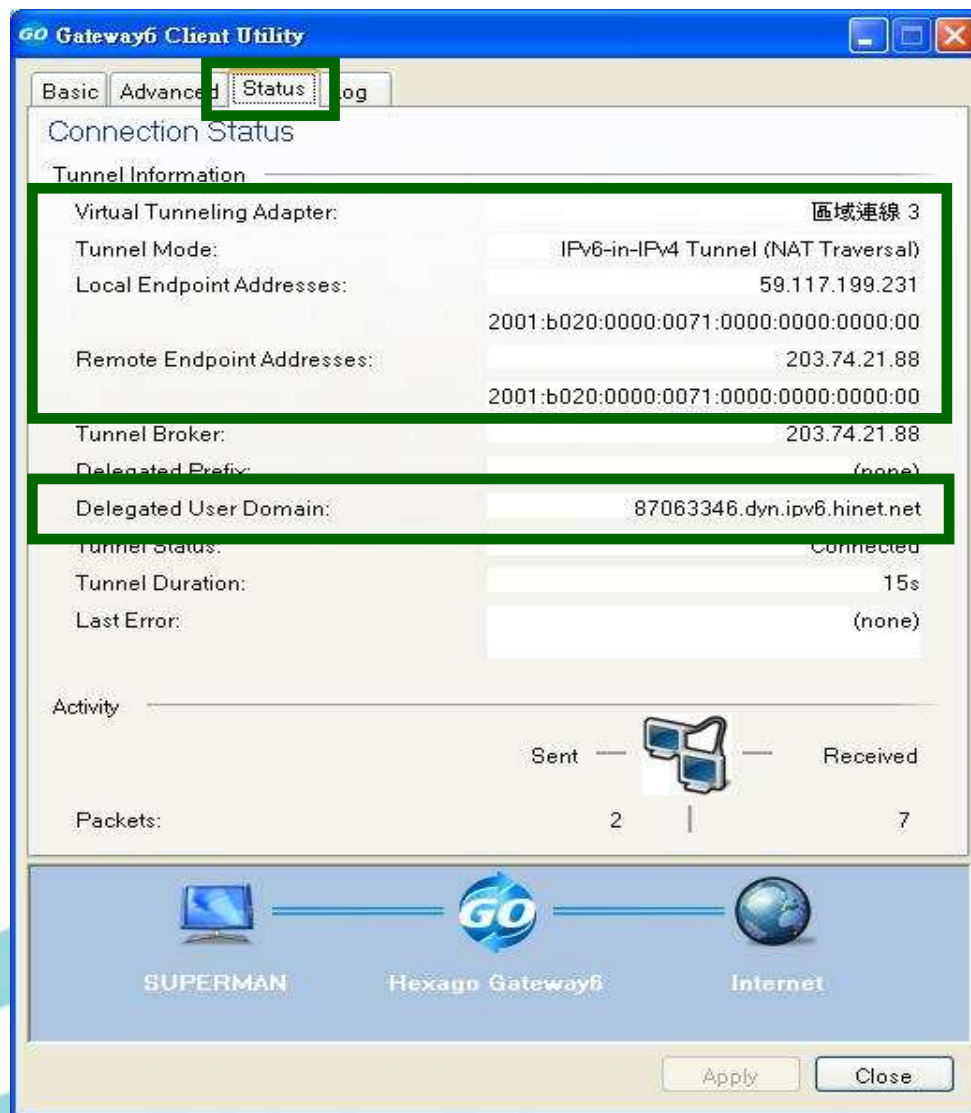 GO Gateway6 Client Utility
Basic Advanced Status Log
Connection Status
Tunnel Information
Virtual Tunneling Adapter: 區域連線 3
Tunnel Mode: IPv6-in-IPv4 Tunnel (NAT Traversal)
Local Endpoint Addresses: 59.117.199.231
2001:b020:0000:0071:0000:0000:0000:00
Remote Endpoint Addresses: 203.74.21.88
2001:b020:0000:0071:0000:0000:0000:00
Tunnel Broker: 203.74.21.88
Delegated Prefix: (none)
Delegated User Domain: 87063346.dyn.ipv6.hinet.net
Tunnel Status: Connected
Tunnel Duration: 15s
Last Error: (none)
Activity
Sent Received
Packets: 2 7
GO
SUPERMAN Hexago Gateway6 Internet
Apply Close